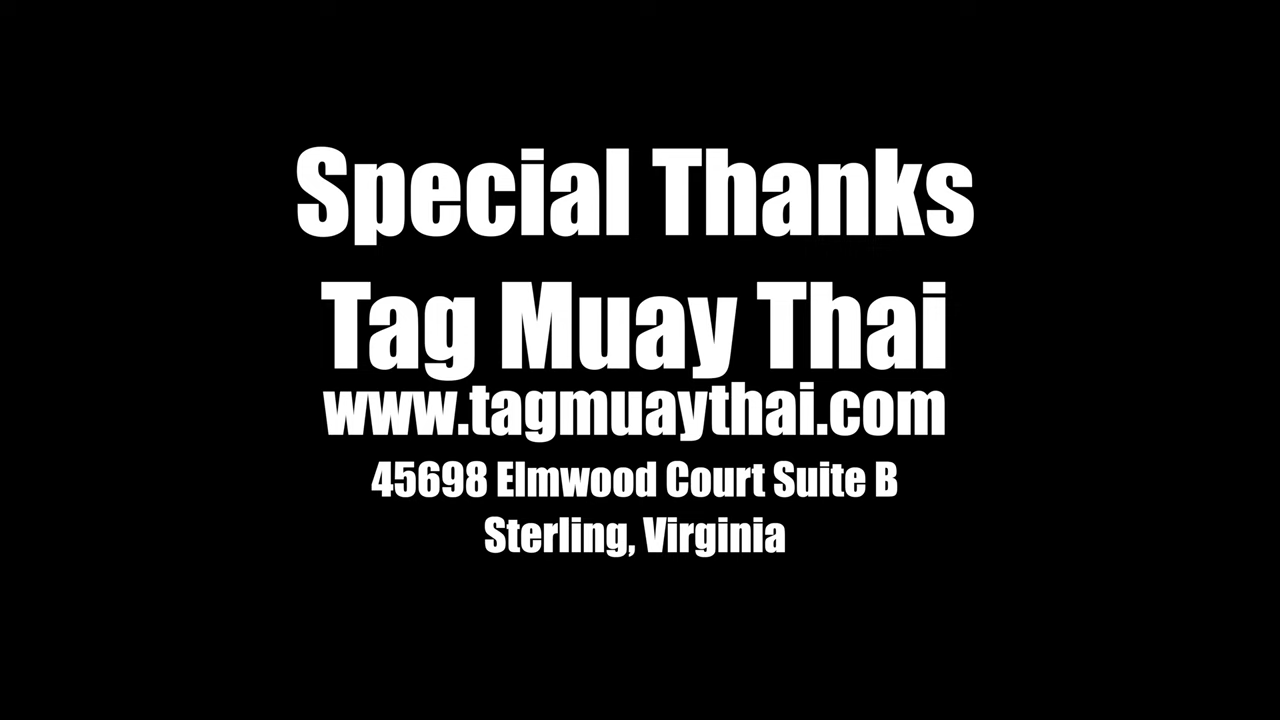 Special Thanks
Tag Muay Thai
www.tagmuaythai.com
45698 Elmwood Court Suite B
Sterling, Virginia